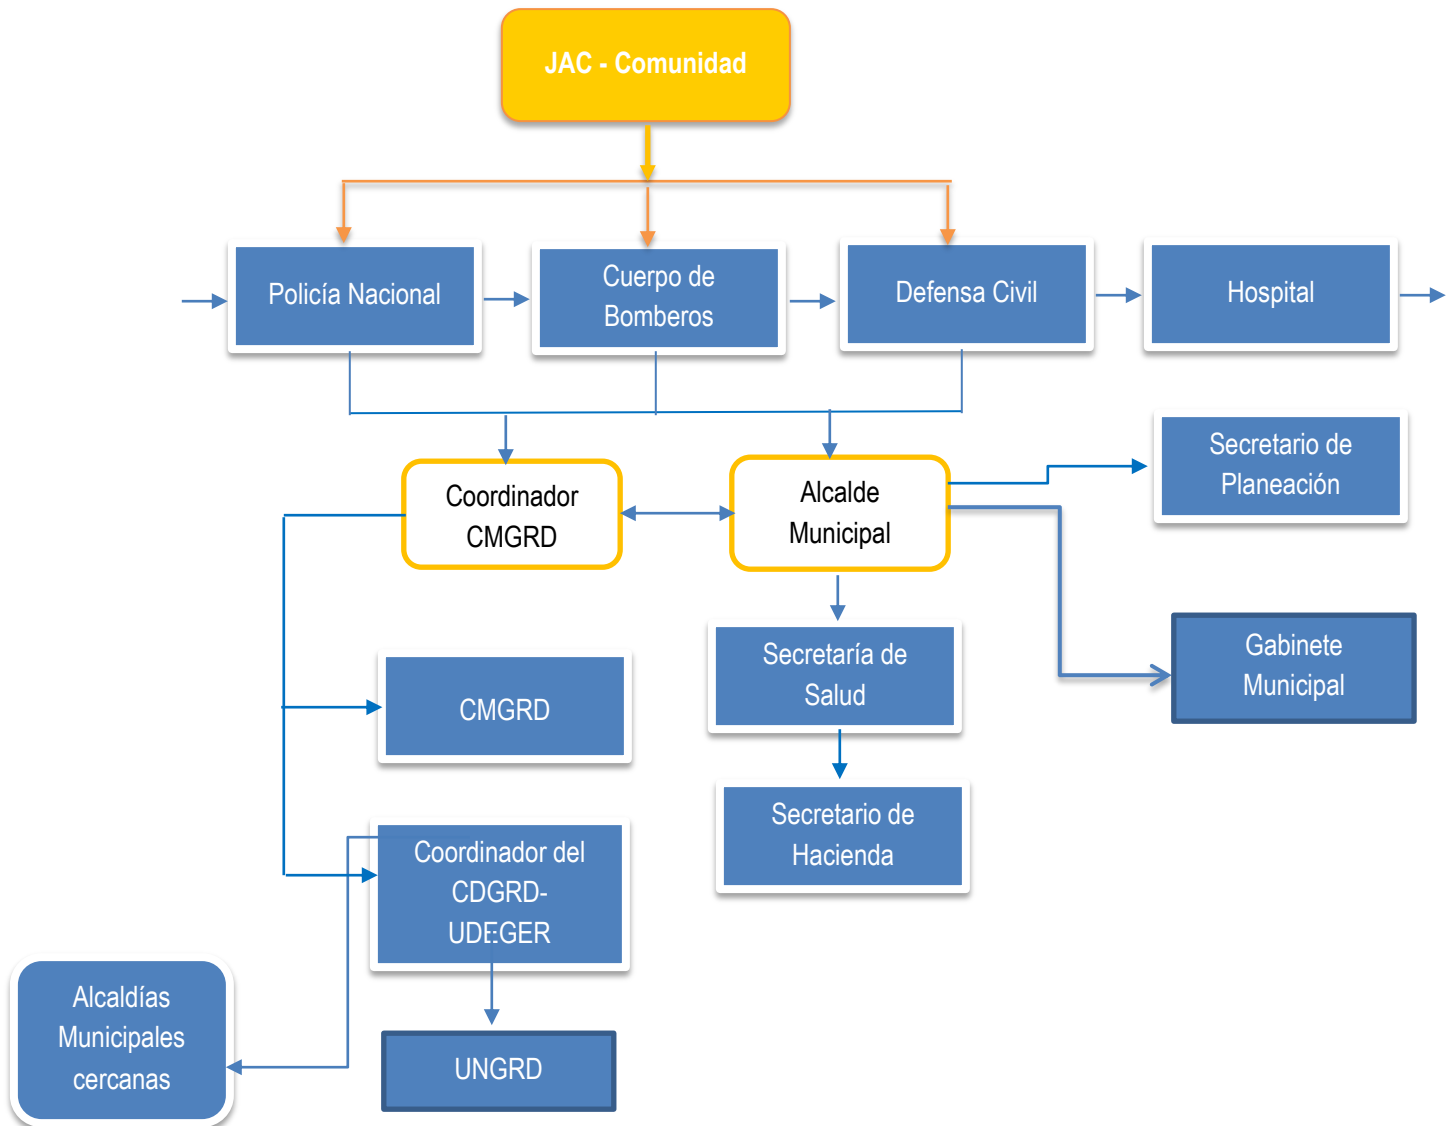 JAC - Comunidad
Policía Nacional
Cuerpo de
Bomberos
Defensa Civil
Hospital
Coordinador
CMGRD
Alcalde
Municipal
Secretario de
Planeación
Secretaría de
Salud
Gabinete
Municipal
CMGRD
Secretario de
Hacienda
Coordinador del
CDGRD-
UDEGER
Alcaldías
Municipales
cercanas
UNGRD